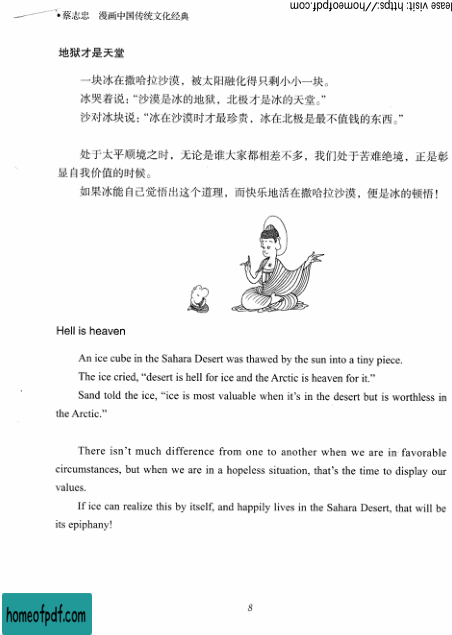 ease visit: https://homeofpdf.com
• 蔡志忠 漫画中国传统文化经典
地狱才是天堂
一块冰在撒哈拉沙漠，被太阳融化得只剩小小一块。
冰哭着说：“沙漠是冰的地狱，北极才是冰的天堂。”
沙对冰块说：“冰在沙漠时才最珍贵，冰在北极是最不值钱的东西。”
处于太平顺境之时，无论是谁大家都相差不多，我们处于苦难绝境，正是彰
显自我价值的时候。
如果冰能自己觉悟出这个道理，而快乐地活在撒哈拉沙漠，便是冰的顿悟！
Hell is heaven
An ice cube in the Sahara Desert was thawed by the sun into a tiny piece.
The ice cried, “desert is hell for ice and the Arctic is heaven for it.”
Sand told the ice, “ice is most valuable when it’s in the desert but is worthless in
the Arctic.”
There isn’t much difference from one to another when we are in favorable
circumstances, but when we are in a hopeless situation, that’s the time to display our
values.
If ice can realize this by itself, and happily lives in the Sahara Desert, that will be
its epiphany!
8
homeofpdf.com